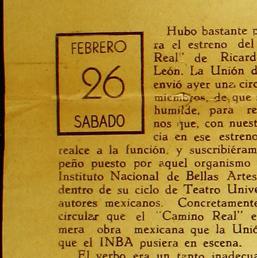 FEBRERO
26
SABADO
Hubo bastante p
ra el estreno del
Real" de Ricard
León. La Unión d
envió ayer una circ
miembros, de que
humilde, para re
nos que, con nuest
cia en ese estreno
realce a la función, y suscribiéram
peño puesto por aquel organismo
Instituto Nacional de Bellas Artes
dentro de su ciclo de Teatro Unive
autores mexicanos. Concretamente
circular que el "Camino Real" e
mera obra mexicana que la Unió
que el INBA pusiera en escena.
El verbo era un tanto inadecua